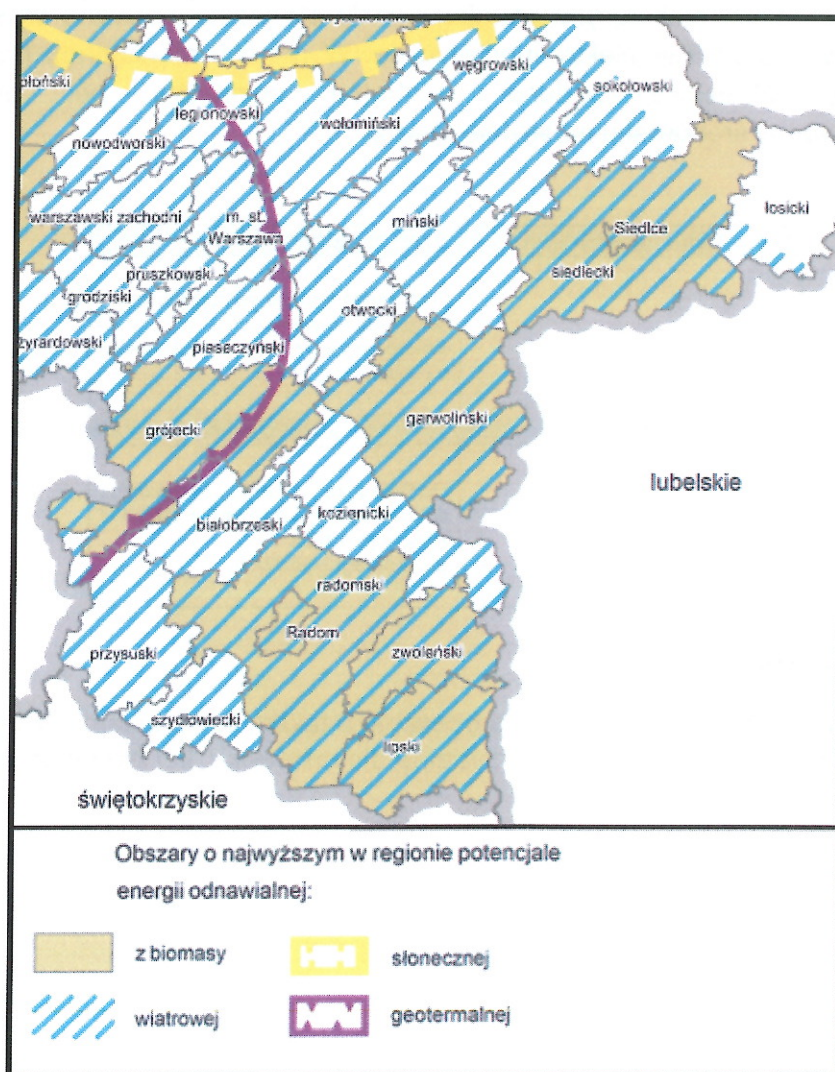 węgrowski
sokołowski
łoński
legionowski
wołomiński
nowodworski
łosicki
warszawski zachodni
m. st.
Warszawa
miński
Siedlce
siedlecki
pruszkowski
grodziski
otwocki
żyrardowski
piaseczyński
garwoliński
grójecki
lubelskie
białobrzeski
kozienicki
radomski
Radom
przysuski
zwoleński
szydłowiecki
lipski
świętokrzyskie
Obszary o najwyższym w regionie potencjale
energii odnawialnej:
z biomasy
słonecznej
wiatrowej
geotermalnej